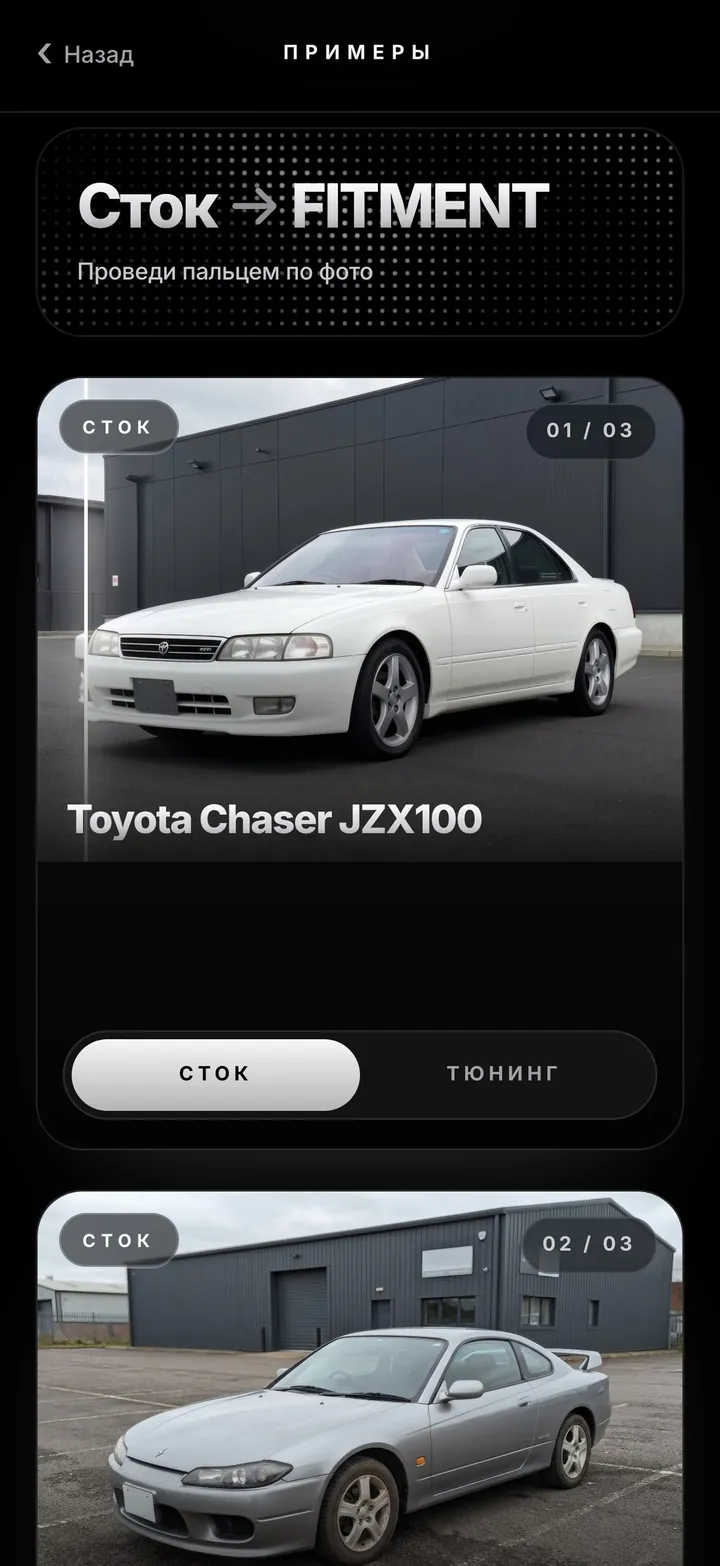 Назад
ПРИМЕРЫ
Сток → FITMENT
Проведи пальцем по фото
СТОК
01 / 03
Toyota Chaser JZX100
СТОК
ТЮНИНГ
СТОК
02 / 03